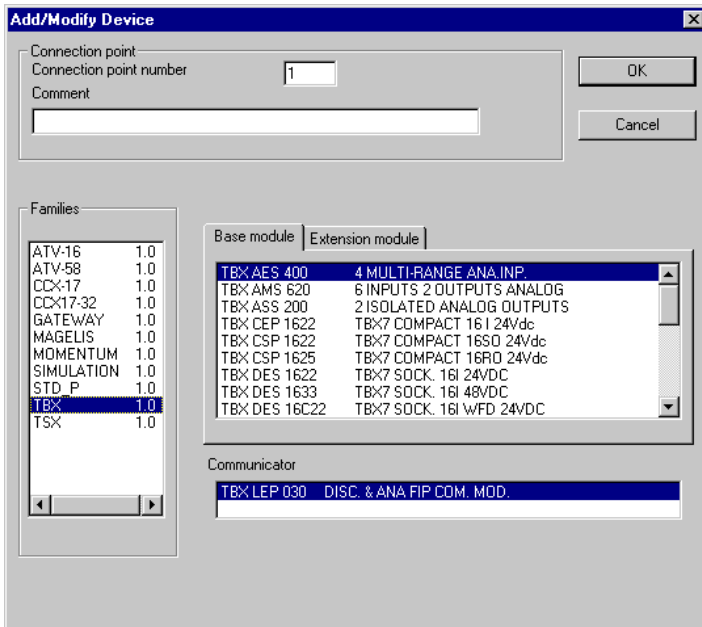 Add/Modify Device
Connection point
Connection point number 1
OK
Comment
Cancel
Families
ATV-16 1.0
ATV-58 1.0
CCX-17 1.0
CCX17-32 1.0
GATEWAY 1.0
MAGELIS 1.0
MOMENTUM 1.0
SIMULATION 1.0
STD_P 1.0
TBX 1.0
TSX 1.0
Base module Extension module
TBX AES 400 4 MULTI-RANGE ANA.INP.
TBX AMS 620 6 INPUTS 2 OUTPUTS ANALOG
TBX ASS 200 2 ISOLATED ANALOG OUTPUTS
TBX CEP 1622 TBX7 COMPACT 16 I 24Vdc
TBX CSP 1622 TBX7 COMPACT 16SO 24Vdc
TBX CSP 1625 TBX7 COMPACT 16RO 24Vdc
TBX DES 1622 TBX7 SOCK. 16I 24VDC
TBX DES 1633 TBX7 SOCK. 16I 48VDC
TBX DES 16C22 TBX7 SOCK. 16I WFD 24VDC
Communicator
TBX LEP 030 DISC. & ANA FIP COM. MOD.